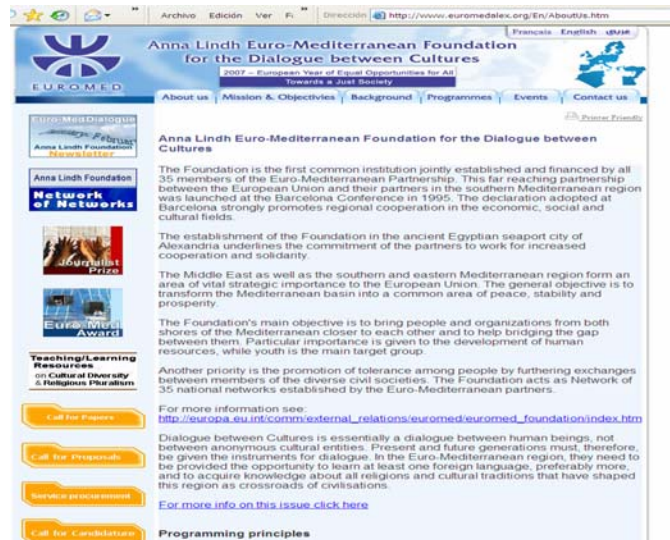 Archivo Edición Ver
Dirección http://www.euromedalex.org/En/AboutUs.htm
Français English
EUROMED
Anna Lindh Euro-Mediterranean Foundation
for the Dialogue between Cultures
2007 - European Year of Equal Opportunities for All
Towards a Just Society
About us Mission & Objectivies Background Programmes Events Contact us
Printer Friendly
Euro-MedDialogue
January, February
Anna Lindh Foundation
Newsletter
Anna Lindh Foundation
Network
of Networks
Journalist
Prize
Euro-Med
Award
Teaching/Learning
Resources
on Cultural Diversity
& Religious Pluralism
Call for Papers
Call for Proposals
Service procurement
Call for Candidature
Anna Lindh Euro-Mediterranean Foundation for the Dialogue between
Cultures
The Foundation is the first common institution jointly established and financed by all
35 members of the Euro-Mediterranean Partnership. This far reaching partnership
between the European Union and their partners in the southern Mediterranean region
was launched at the Barcelona Conference in 1995. The declaration adopted at
Barcelona strongly promotes regional cooperation in the economic, social and
cultural fields.
The establishment of the Foundation in the ancient Egyptian seaport city of
Alexandria underlines the commitment of the partners to work for increased
cooperation and solidarity.
The Middle East as well as the southern and eastern Mediterranean region form an
area of vital strategic importance to the European Union. The general objective is to
transform the Mediterranean basin into a common area of peace, stability and
prosperity.
The Foundation's main objective is to bring people and organizations from both
shores of the Mediterranean closer to each other and to help bridging the gap
between them. Particular importance is given to the development of human
resources, while youth is the main target group.
Another priority is the promotion of tolerance among people by furthering exchanges
between members of the diverse civil societies. The Foundation acts as Network of
35 national networks established by the Euro-Mediterranean partners.
For more information see:
http://europa.eu.int/comm/external_relations/euromed/euromed_foundation/index.htm
Dialogue between Cultures is essentially a dialogue between human beings, not
between anonymous cultural entities. Present and future generations must, therefore,
be given the instruments for dialogue. In the Euro-Mediterranean region, they need to
be provided the opportunity to learn at least one foreign language, preferably more,
and to acquire knowledge about all religions and cultural traditions that have shaped
this region as crossroads of civilisations.
For more info on this issue click here
Programming principles